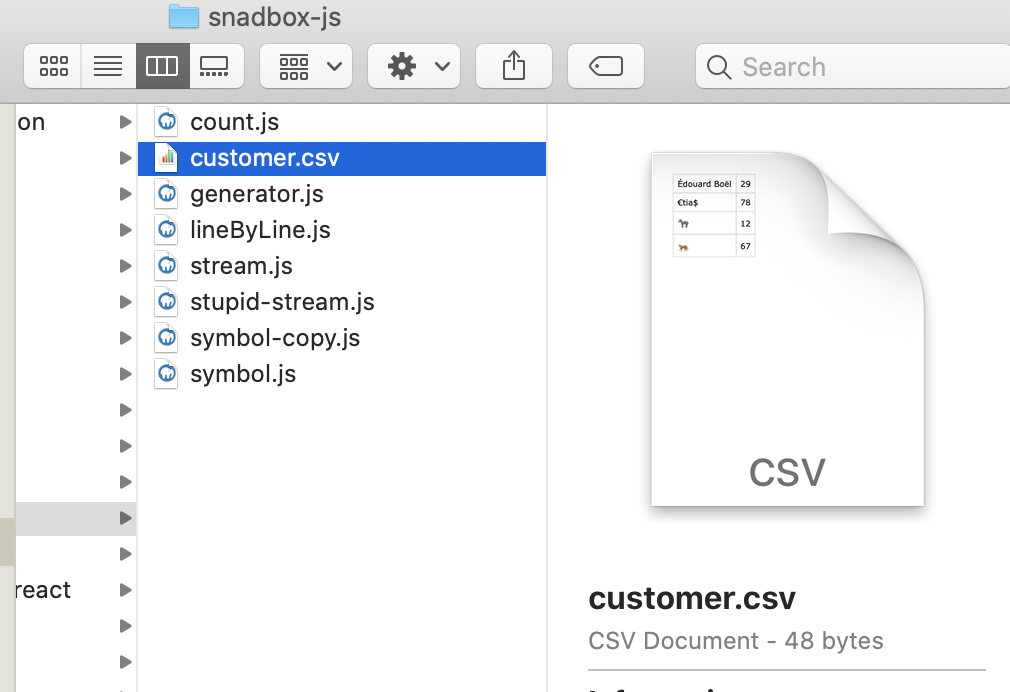 snadbox-js
Search
on
count.js
customer.csv
generator.js
lineByLine.js
stream.js
stupid-stream.js
symbol-copy.js
symbol.js
react
Édouard Boël 29
€tia$ 78
🦓 12
🐅 67
CSV
customer.csv
CSV Document - 48 bytes